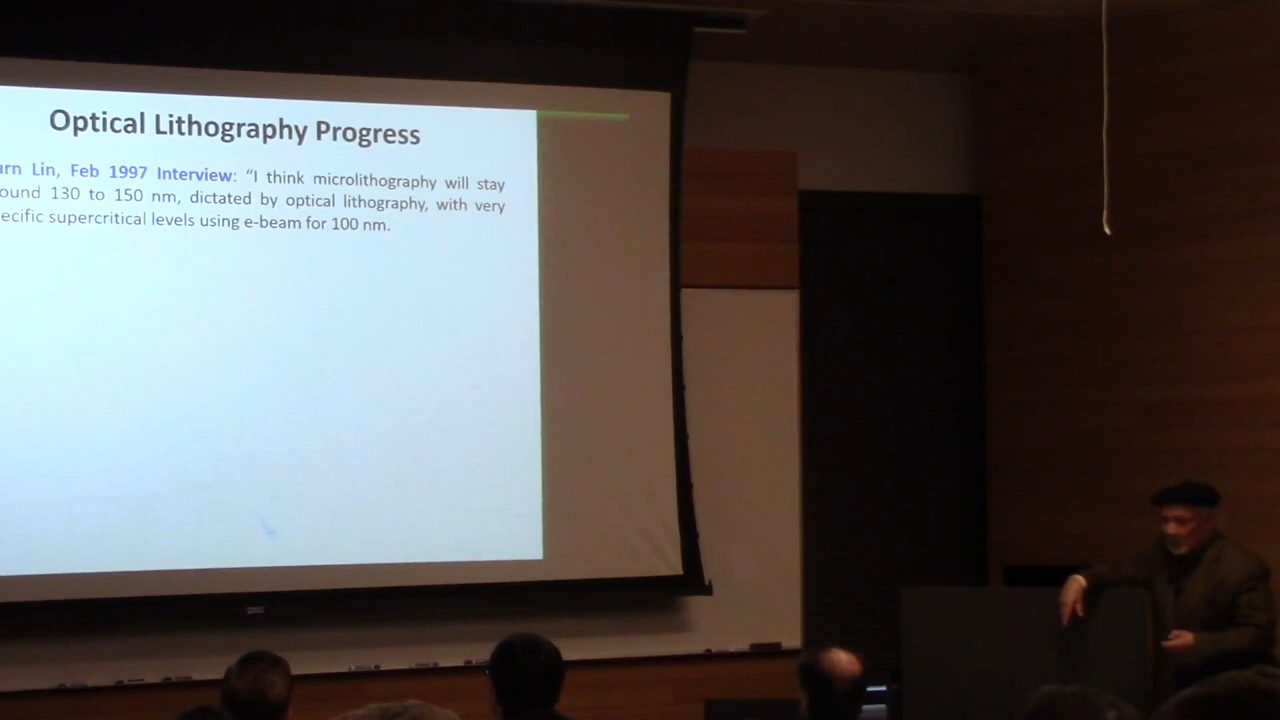 Optical Lithography Progress
urn Lin, Feb 1997 Interview: “I think microlithography will stay
ound 130 to 150 nm, dictated by optical lithography, with very
ecific supercritical levels using e-beam for 100 nm.